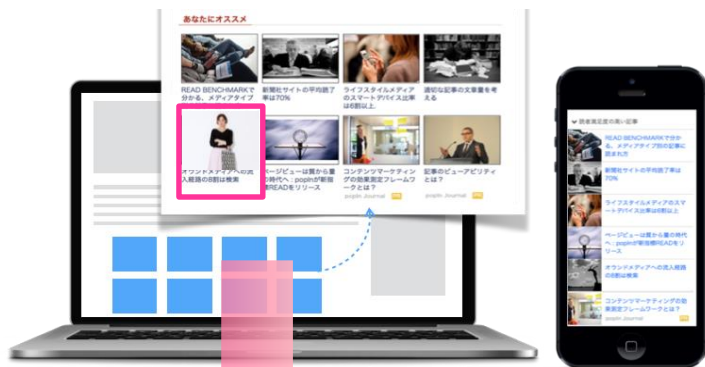 あなたにオススメ
READ BENCHMARKで
分かる、メディアタイプ
新聞社サイトの平均読了
率は70%
ライフスタイルメディア
のスマートデバイス比率
は6割以上
適切な記事の文章量を考
える
オウンドメディアへの流
入経路の8割は検索
ページビューは質から量
の時代へ：popInが新指
標READをリリース
コンテンツマーケティン
グの効果測定フレームワ
ークとは？
popIn Journal
記事のビューアビリティ
とは？
popIn Journal
読者満足度の高い記事
READ BENCHMARKで分か
る、メディアタイプ別の記事に
読まれ方
新聞社サイトの平均読了率は
70%
ライフスタイルメディアのスマ
ートデバイス比率は6割以上
ページビューは質から量の時代
へ：popInが新指標READをリ
リース
オウンドメディアへの流入経路
の8割は検索
コンテンツマーケティングの効
果測定フレームワークとは？
popIn Journal